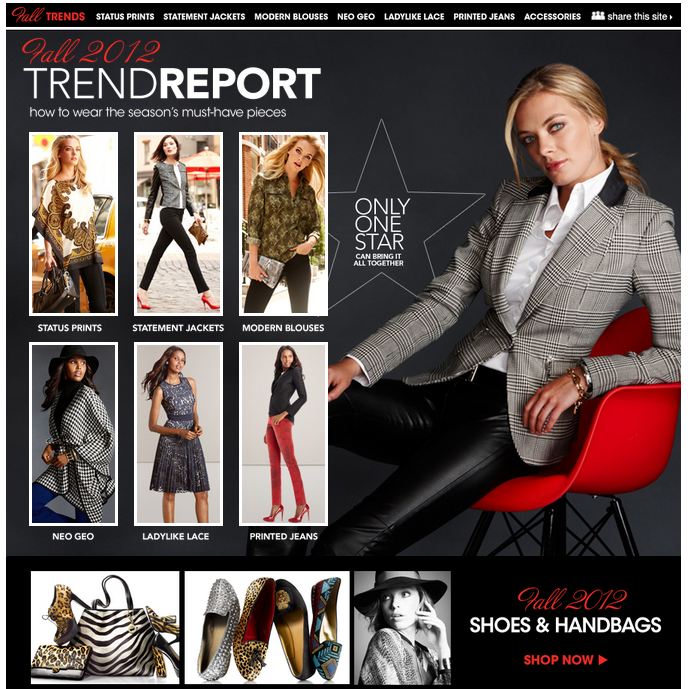 Fall TRENDS STATUS PRINTS STATEMENT JACKETS MODERN BLOUSES NEO GEO LADYLIKE LACE PRINTED JEANS ACCESSORIES share this site
Fall 2012
TRENDREPORT
how to wear the season's must-have pieces
ONLY
ONE
STAR
CAN BRING IT
ALL TOGETHER
STATUS PRINTS STATEMENT JACKETS MODERN BLOUSES
NEO GEO LADYLIKE LACE PRINTED JEANS
Fall 2012
SHOES & HANDBAGS
SHOP NOW